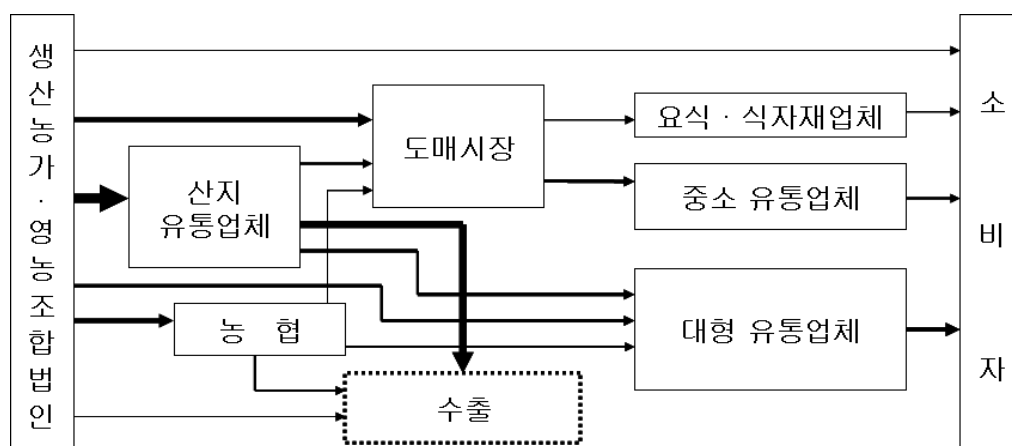 생산농가·영농조합법인
산지
유통업체
농 협
도매시장
수출
요식·식자재업체
중소 유통업체
대형 유통업체
소비자